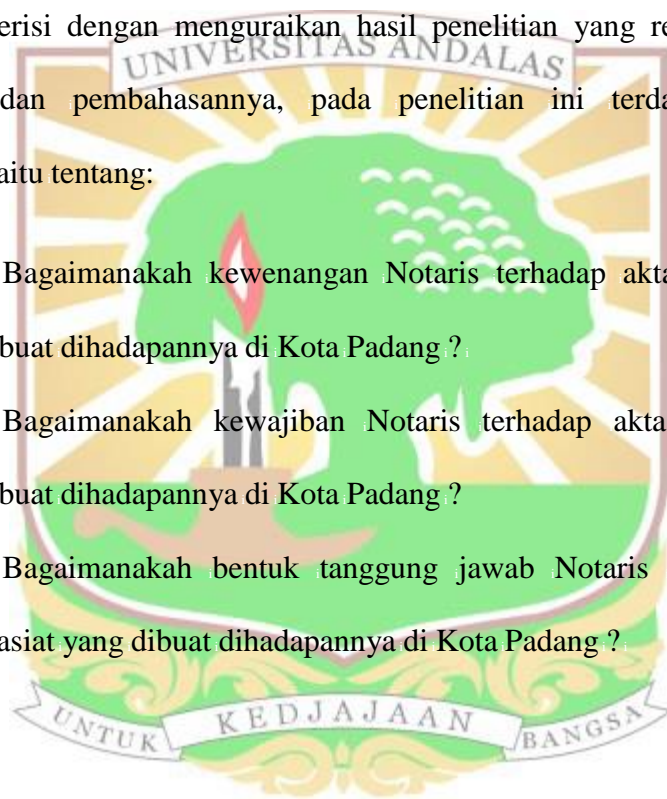 erisi dengan menguraikan hasil penelitian yang re
UNIVERSITAS ANDALAS
dan pembahasannya, pada penelitian ini terda
aitu tentang:
Bagaimanakah kewenangan Notaris terhadap akta
buat dihadapannya di Kota Padang ?
Bagaimanakah kewajiban Notaris terhadap akta
buat dihadapannya di Kota Padang ?
Bagaimanakah bentuk tanggung jawab Notaris
asiat yang dibuat dihadapannya di Kota Padang ?
UNTUK KEDJAJAAN BANGSA